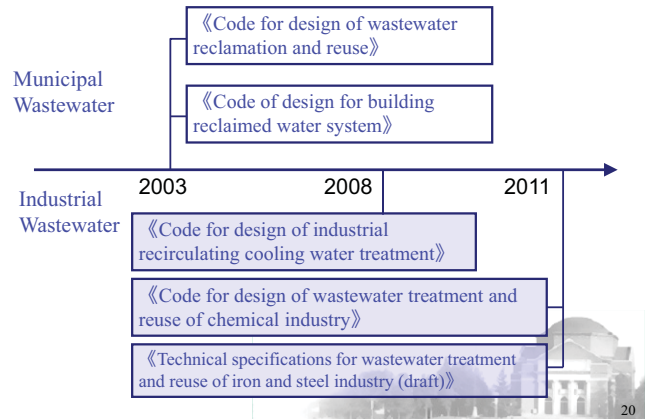 《Code for design of wastewater
reclamation and reuse》
Municipal
Wastewater
《Code of design for building
reclaimed water system》
2003
2008
2011
Industrial
Wastewater
《Code for design of industrial
recirculating cooling water treatment》
《Code for design of wastewater treatment and
reuse of chemical industry》
《Technical specifications for wastewater treatment
and reuse of iron and steel industry (draft)》
20